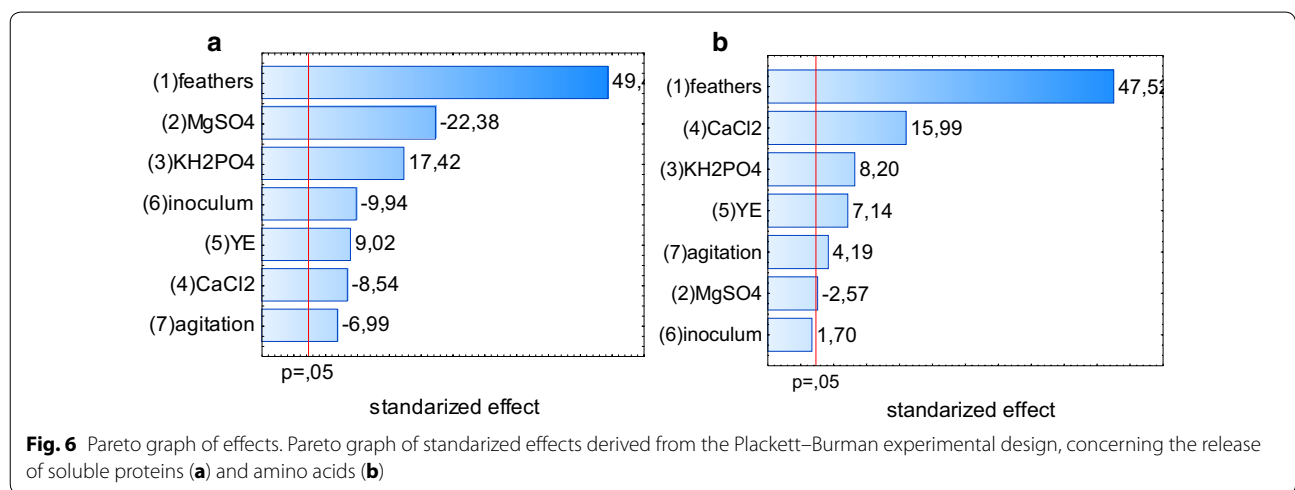 a
(1)feathers 49,
(2)MgSO4 -22,38
(3)KH2PO4 17,42
(6)inoculum -9,94
(5)YE 9,02
(4)CaCl2 -8,54
(7)agitation -6,99
p=,05
standarized effect
b
(1)feathers 47,52
(4)CaCl2 15,99
(3)KH2PO4 8,20
(5)YE 7,14
(7)agitation 4,19
(2)MgSO4 -2,57
(6)inoculum 1,70
p=,05
standarized effect
Fig. 6 Pareto graph of effects. Pareto graph of standarized effects derived from the Plackett–Burman experimental design, concerning the release
of soluble proteins (a) and amino acids (b)